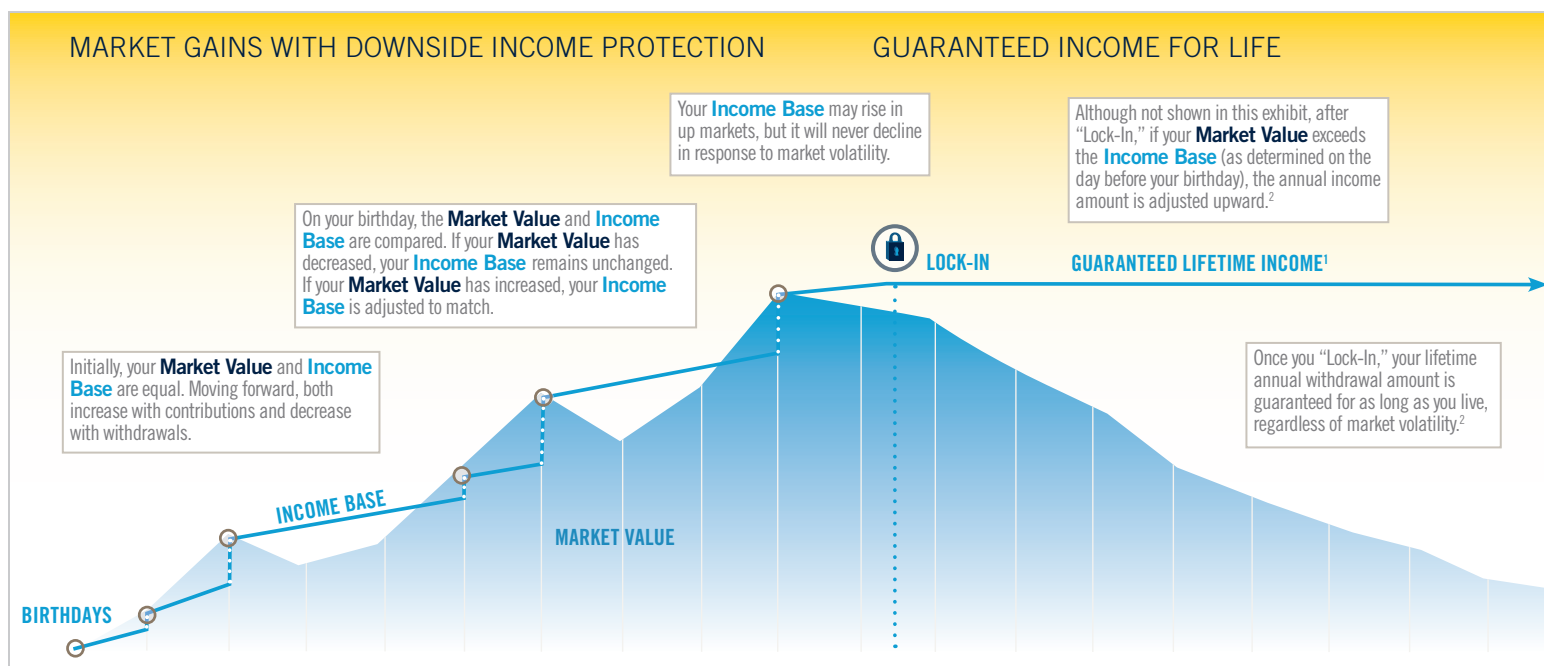 MARKET GAINS WITH DOWNSIDE INCOME PROTECTION
GUARANTEED INCOME FOR LIFE
Your Income Base may rise in
up markets, but it will never decline
in response to market volatility.
Although not shown in this exhibit, after
“Lock-In,” if your Market Value exceeds
the Income Base (as determined on the
day before your birthday), the annual income
amount is adjusted upward.²
On your birthday, the Market Value and Income
Base are compared. If your Market Value has
decreased, your Income Base remains unchanged.
If your Market Value has increased, your Income
Base is adjusted to match.
LOCK-IN
GUARANTEED LIFETIME INCOME¹
Initially, your Market Value and Income
Base are equal. Moving forward, both
increase with contributions and decrease
with withdrawals.
Once you “Lock-In,” your lifetime
annual withdrawal amount is
guaranteed for as long as you live,
regardless of market volatility.²
INCOME BASE
MARKET VALUE
BIRTHDAYS